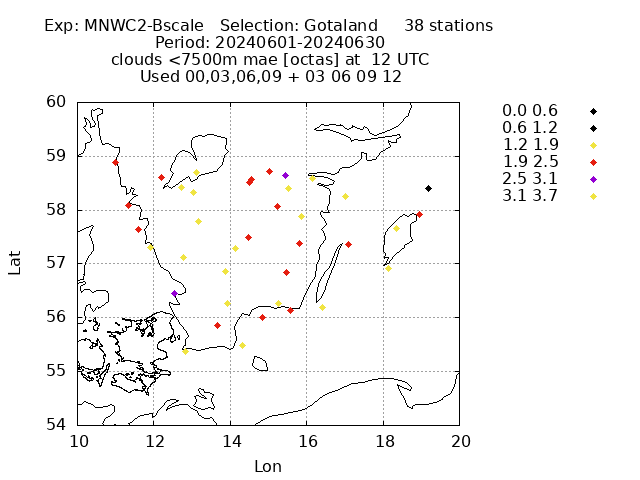 Exp: MNWC2-Bscale   Selection: Gotaland     38 stations
Period: 20240601-20240630
clouds <7500m mae [octas] at  12 UTC
Used 00,03,06,09 + 03 06 09 12
0.0 0.6
0.6 1.2
1.2 1.9
1.9 2.5
2.5 3.1
3.1 3.7
60
59
58
57
56
55
54
Lat
10 12 14 16 18 20
Lon